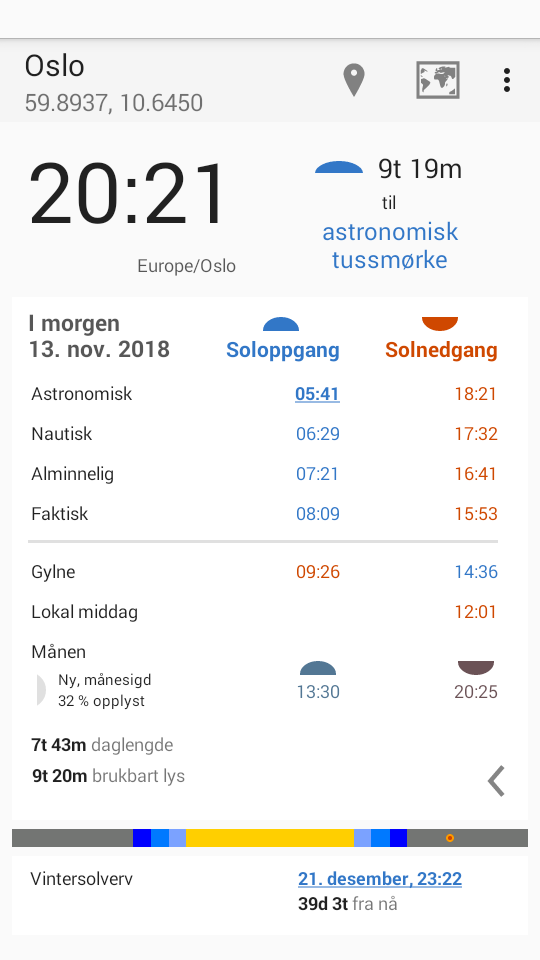 Oslo
59.8937, 10.6450
20:21
Europe/Oslo
9t 19m
til
astronomisk
tussmørke
I morgen
13. nov. 2018
Soloppgang
Solnedgang
Astronomisk 05:41 18:21
Nautisk 06:29 17:32
Alminnelig 07:21 16:41
Faktisk 08:09 15:53
Gylne 09:26 14:36
Lokal middag 12:01
Månen
Ny, månesigd
32 % opplyst
13:30 20:25
7t 43m daglengde
9t 20m brukbart lys
Vintersolverv 21. desember, 23:22
39d 3t fra nå